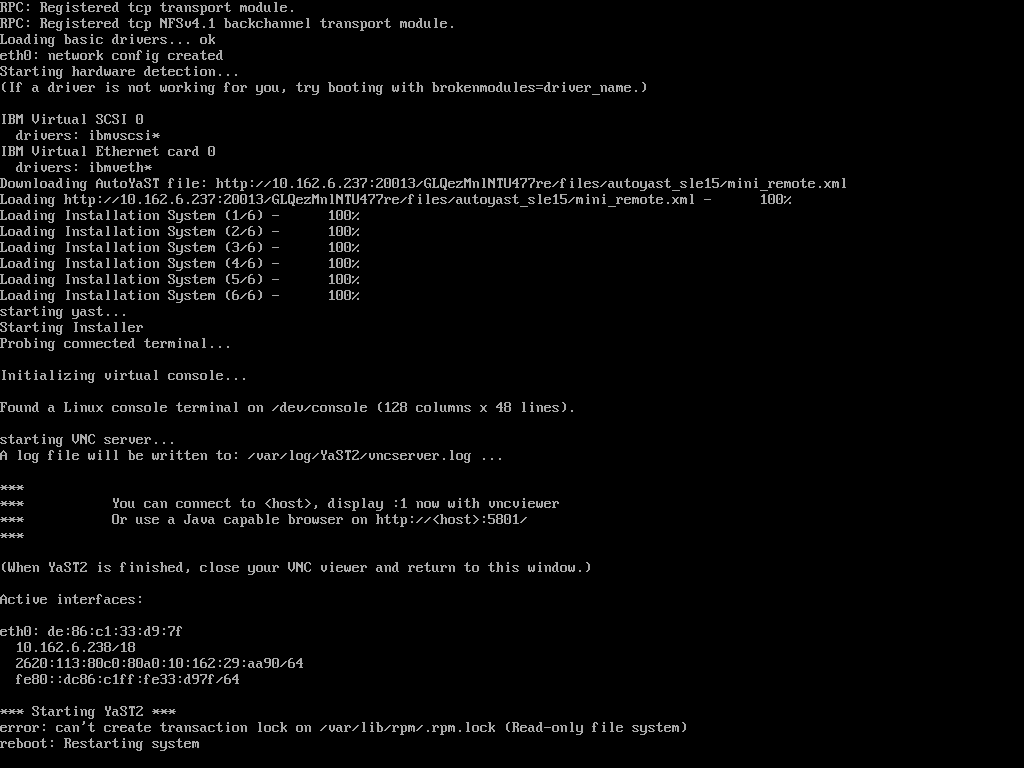 RPC: Registered tcp transport module.
RPC: Registered tcp NFSv4.1 backchannel transport module.
Loading basic drivers... ok
eth0: network config created
Starting hardware detection...
(If a driver is not working for you, try booting with brokenmodules=driver_name.)
IBM Virtual SCSI 0
drivers: ibmvscsi*
IBM Virtual Ethernet card 0
drivers: ibmveth*
Downloading AutoYaST file: http://10.162.6.237:20013/GLQezMnlNTU477re/files/autoyast_sle15/mini_remote.xml
Loading http://10.162.6.237:20013/GLQezMnlNTU477re/files/autoyast_sle15/mini_remote.xml - 100%
Loading Installation System (1/6) - 100%
Loading Installation System (2/6) - 100%
Loading Installation System (3/6) - 100%
Loading Installation System (4/6) - 100%
Loading Installation System (5/6) - 100%
Loading Installation System (6/6) - 100%
starting yast...
Starting Installer
Probing connected terminal...
Initializing virtual console...
Found a Linux console terminal on /dev/console (128 columns x 48 lines).
starting VNC server...
A log file will be written to: /var/log/YaST2/vncserver.log ...
***
*** You can connect to <host>, display :1 now with vncviewer
*** Or use a Java capable browser on http://<host>:5801/
***
(When YaST2 is finished, close your VNC viewer and return to this window.)
Active interfaces:
eth0: de:86:c1:33:d9:7f
10.162.6.238/18
2620:113:80c0:80a0:10:162:29:aa90/64
fe80::dc86:c1ff:fe33:d97f/64
*** Starting YaST2 ***
error: can't create transaction lock on /var/lib/rpm/.rpm.lock (Read-only file system)
reboot: Restarting system